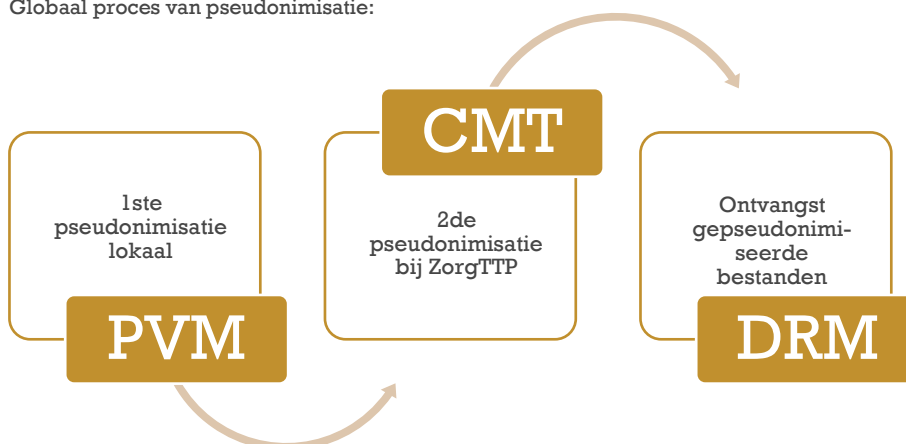 Globaal proces van pseudonimisatie:
1ste
pseudonimisatie
lokaal
PVM
CMT
2de
pseudonimisatie
bij ZorgTTP
Ontvangst
gepseudonimi-
seerde
bestanden
DRM